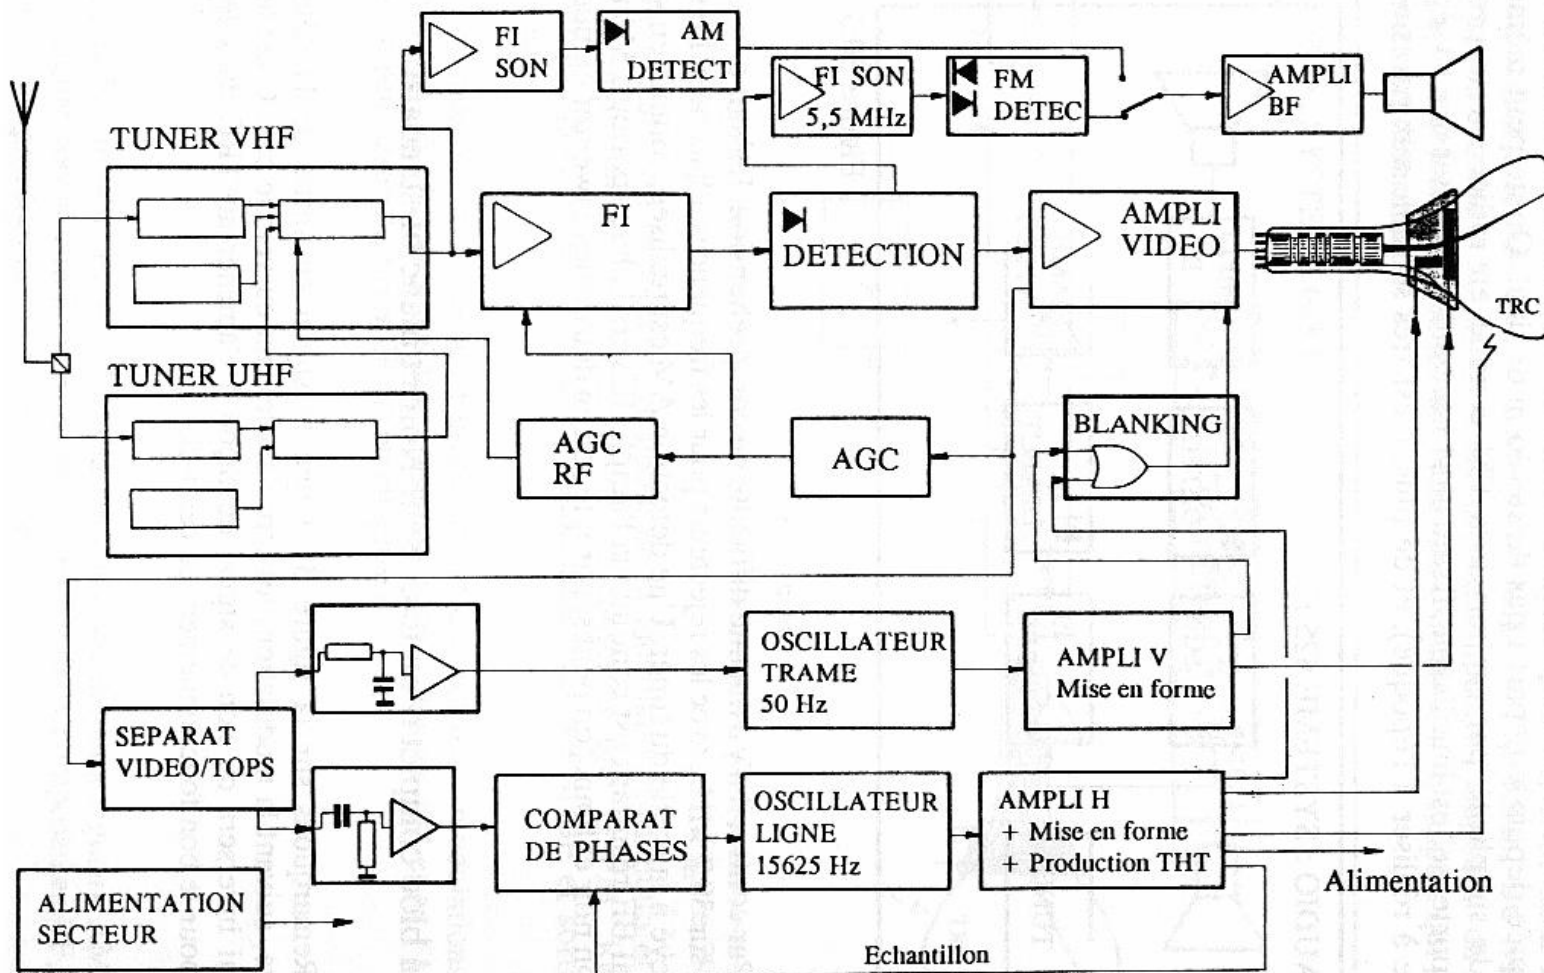 FI
SON
AM
DETECT
FI SON
5,5 MHz
FM
DETEC
AMPLI
BF
TUNER VHF
FI
DETECTION
AMPLI
VIDEO
TRC
TUNER UHF
AGC
RF
AGC
BLANKING
OSCILLATEUR
TRAME
50 Hz
AMPLI V
Mise en forme
SEPARAT
VIDEO/TOPS
COMPARAT
DE PHASES
OSCILLATEUR
LIGNE
15625 Hz
AMPLI H
+ Mise en forme
+ Production THT
Alimentation
ALIMENTATION
SECTEUR
Echantillon